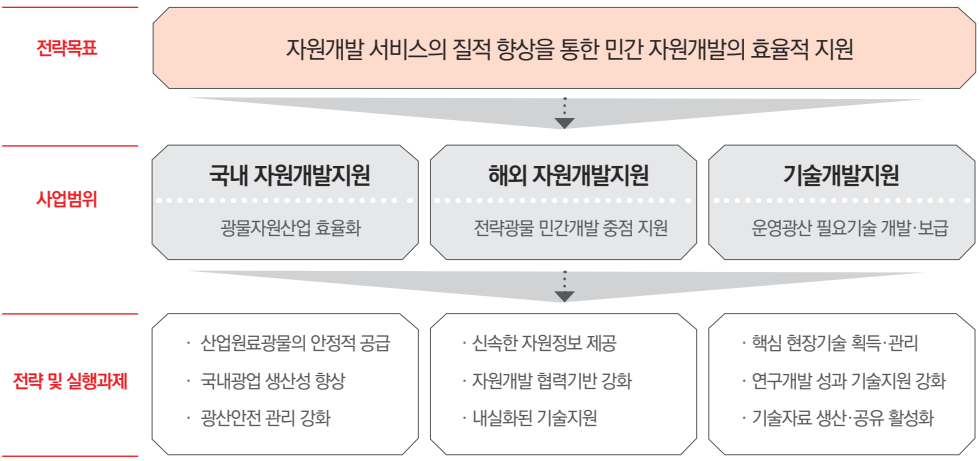 전략목표
자원개발 서비스의 질적 향상을 통한 민간 자원개발의 효율적 지원
사업범위
국내 자원개발지원
광물자원산업 효율화
해외 자원개발지원
전략광물 민간개발 중점 지원
기술개발지원
운영광산 필요기술 개발·보급
전략 및 실행과제
· 산업원료광물의 안정적 공급
· 국내광업 생산성 향상
· 광산안전 관리 강화
· 신속한 자원정보 제공
· 자원개발 협력기반 강화
· 내실화된 기술지원
· 핵심 현장기술 획득·관리
· 연구개발 성과 기술지원 강화
· 기술자료 생산·공유 활성화